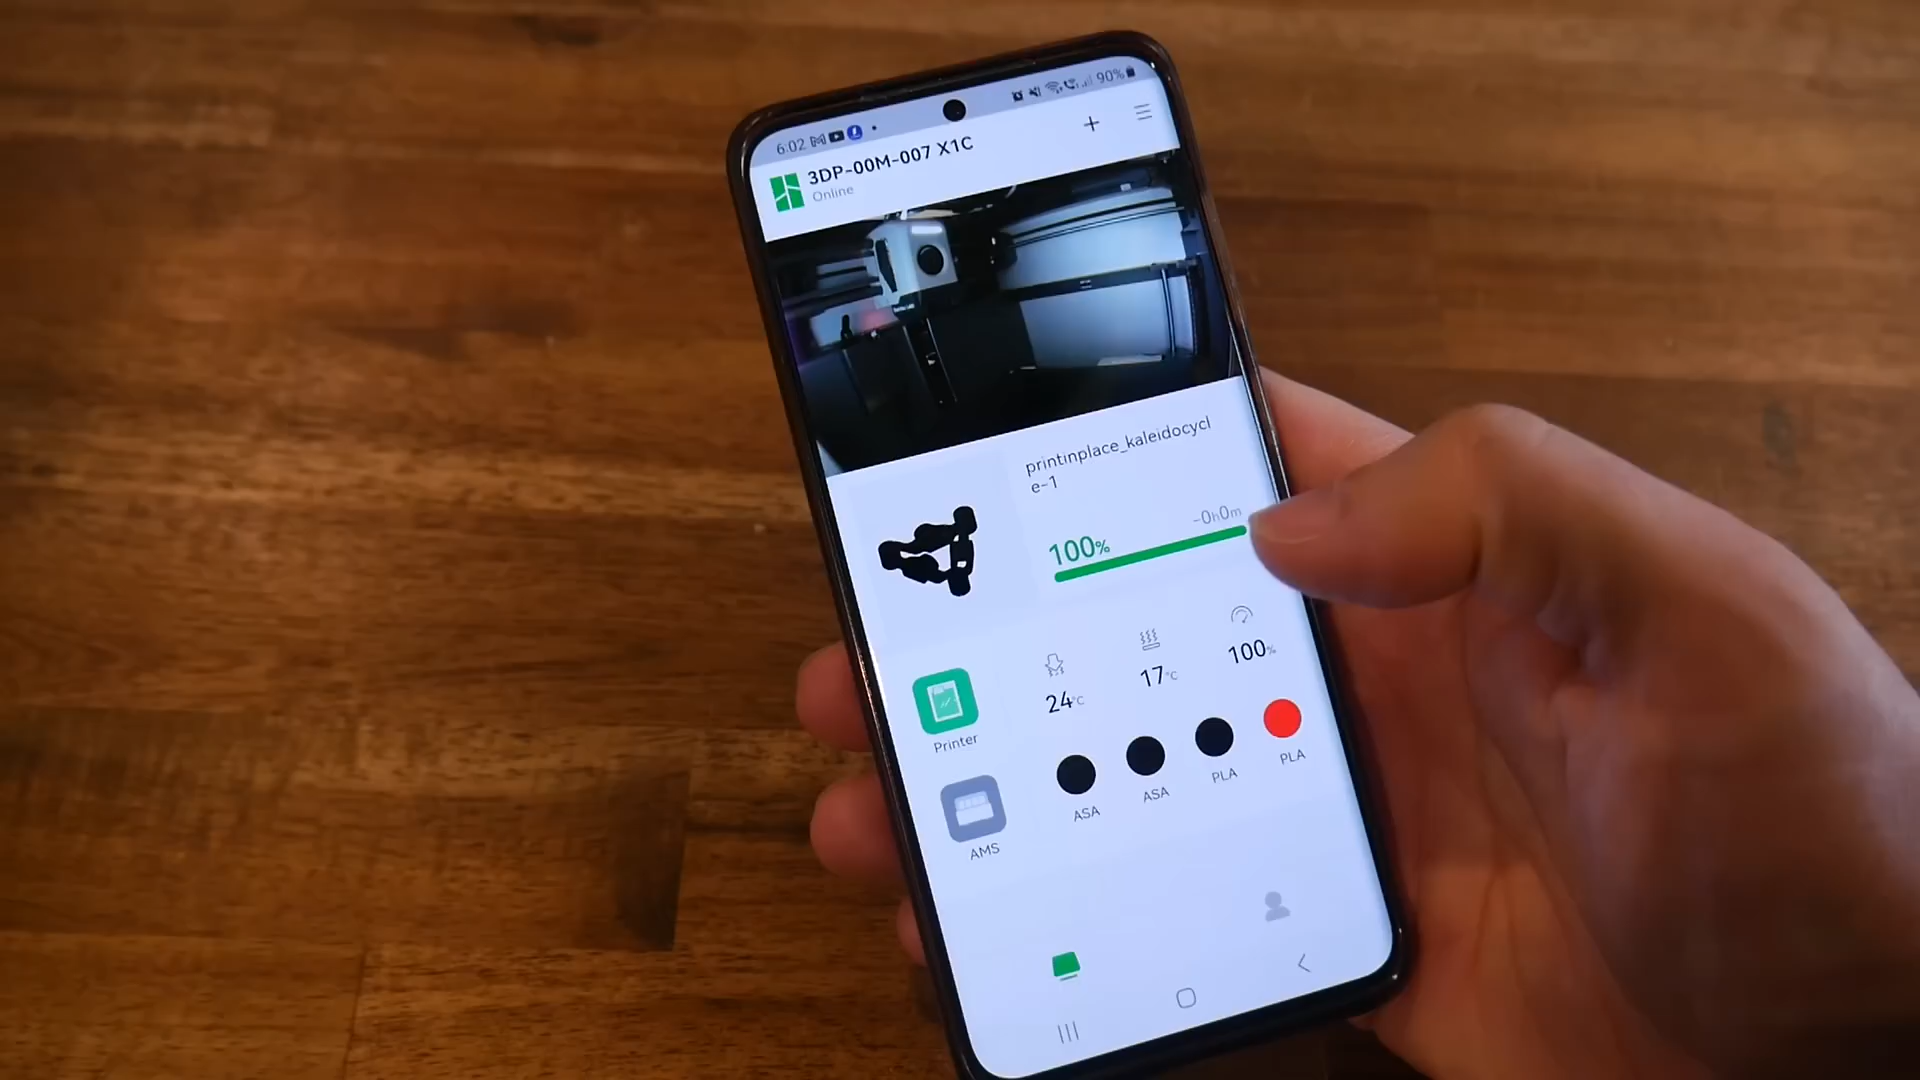 6:02
90%
3DP-00M-007 X1C
Online
printinplace_kaleidocycl
e-1
-0h0m
100%
24°C
17°C
100%
Printer
ASA
ASA
PLA
PLA
AMS